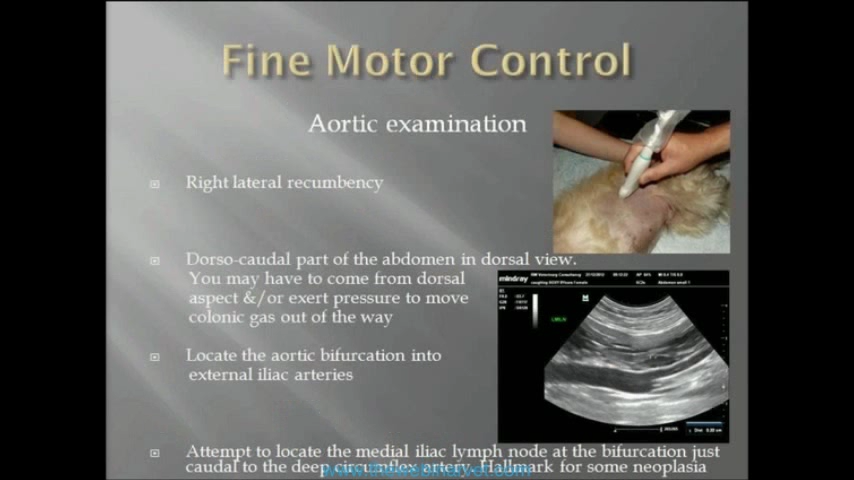 Fine Motor Control
Aortic examination
Right lateral recumbency
Dorso-caudal part of the abdomen in dorsal view.
You may have to come from dorsal
aspect &/or exert pressure to move
colonic gas out of the way
Locate the aortic bifurcation into
external iliac arteries
Attempt to locate the medial iliac lymph node at the bifurcation just
caudal to the deep circumflex artery. Hallmark for some neoplasia
mindray
M